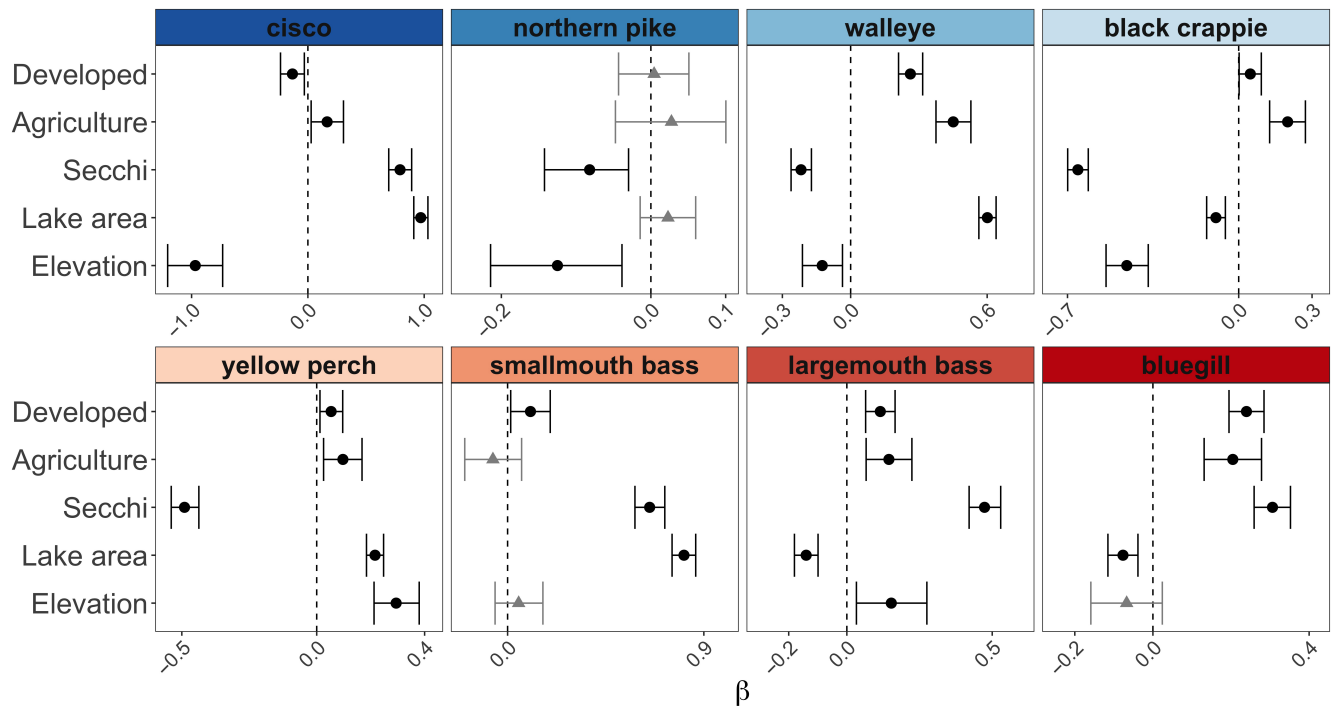 cisco northern pike walleye black crappie
Developed
Agriculture
Secchi
Lake area
Elevation
−1.0 0.0 1.0 −0.2 0.0 0.1 −0.3 0.0 0.6 −0.7 0.0 0.3
yellow perch smallmouth bass largemouth bass bluegill
Developed
Agriculture
Secchi
Lake area
Elevation
−0.5 0.0 0.4 0.0 0.9 −0.2 0.0 0.5 −0.2 0.0 0.4
β